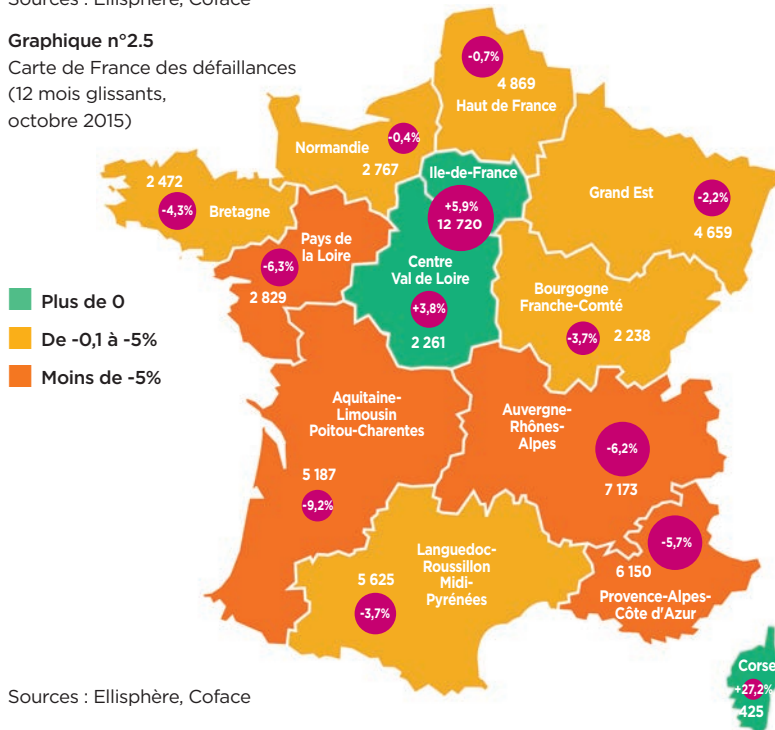 Sources : Ellisphère, Coface
Graphique n°2.5
Carte de France des défaillances
(12 mois glissants,
octobre 2015)
-0,7%
4 869
Haut de France
Normandie
-0,4%
2 767
Ile-de-France
+5,9%
12 720
Grand Est
-2,2%
4 659
2 472
-4,3%
Bretagne
Pays de
la Loire
-6,3%
2 829
Centre
Val de Loire
+3,8%
2 261
Bourgogne
Franche-Comté
-3,7%
2 238
Plus de 0
De -0,1 à -5%
Moins de -5%
Aquitaine-
Limousin
Poitou-Charentes
5 187
-9,2%
Auvergne-
Rhônes-
Alpes
-6,2%
7 173
Languedoc-
Roussillon
Midi-
Pyrénées
5 625
-3,7%
-5,7%
6 150
Provence-Alpes-
Côte d'Azur
Corse
+27,2%
425
Sources : Ellisphère, Coface